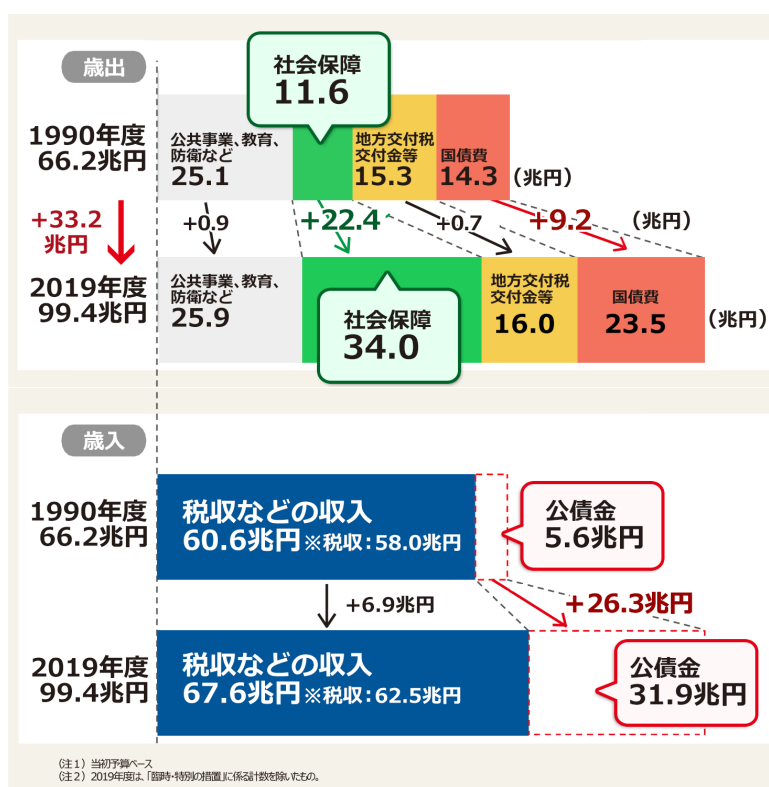 歳出
社会保障
11.6
1990年度
66.2兆円
公共事業、教育、
防衛など
25.1
地方交付税
交付金等
15.3
国債費
14.3
(兆円)
+33.2
兆円
+0.9
+22.4
+0.7
+9.2
(兆円)
2019年度
99.4兆円
公共事業、教育、
防衛など
25.9
社会保障
34.0
地方交付税
交付金等
16.0
国債費
23.5
(兆円)
歳入
1990年度
66.2兆円
税収などの収入
60.6兆円 ※税収:58.0兆円
公債金
5.6兆円
+6.9兆円
+26.3兆円
2019年度
99.4兆円
税収などの収入
67.6兆円 ※税収:62.5兆円
公債金
31.9兆円
(注1) 当初予算ベース
(注2) 2019年度は、「臨時・特別の措置」に係る計数を除いたもの。